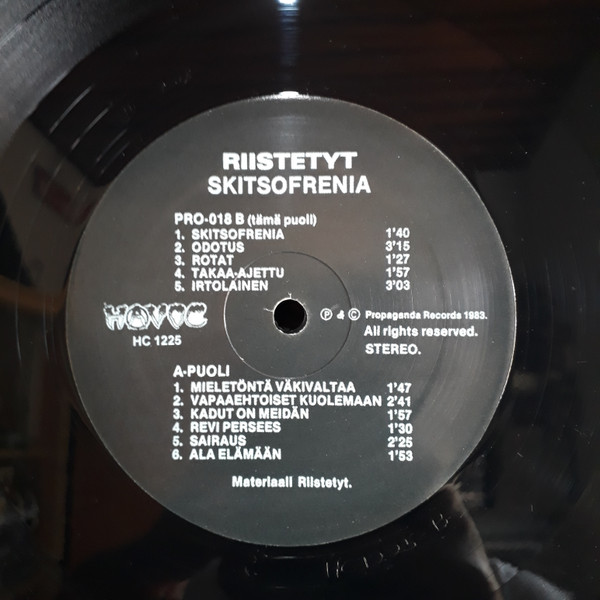 RIISTETYT
SKITSOFRENIA
PRO-018 B (tämä puoli)
1. SKITSOFRENIA 1'40
2. ODOTUS 3'15
3. ROTAT 1'27
4. TAKAA-AJETTU 1'57
5. IRTOLAINEN 3'03
HAVOC
HC 1225
Ⓟ & © Propaganda Records 1983.
All rights reserved.
STEREO.
A-PUOLI
1. MIELETÖNTÄ VÄKIVALTAA 1'47
2. VAPAAEHTOISET KUOLEMAAN 2'41
3. KADUT ON MEIDÄN 1'57
4. REVI PERSEES 1'30
5. SAIRAUS 2'25
6. ALA ELÄMÄÄN 1'53
Materiaali Riistetyt.